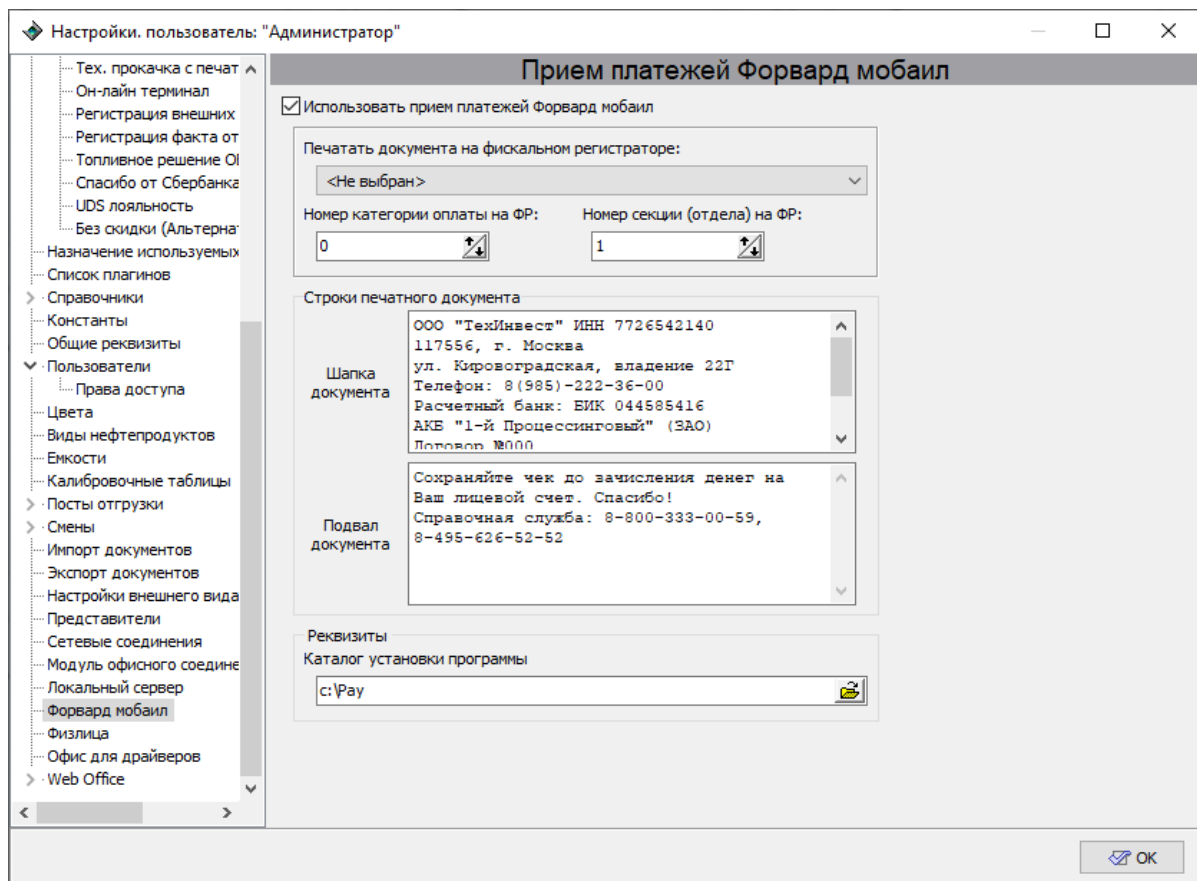 Настройки. пользователь: "Администратор"
Тех. прокачка с печат
Он-лайн терминал
Регистрация внешних
Регистрация факта от
Топливное решение ОП
Спасибо от Сбербанка
UDS лояльность
Без скидки (Альтерна
Назначение используемых
Список плагинов
Справочники
Константы
Общие реквизиты
Пользователи
Права доступа
Цвета
Виды нефтепродуктов
Емкости
Калибровочные таблицы
Посты отгрузки
Смены
Импорт документов
Экспорт документов
Настройки внешнего вида
Представители
Сетевые соединения
Модуль офисного соедине
Локальный сервер
Форвард мобаил
Физлица
Офис для драйверов
Web Office
Прием платежей Форвард мобаил
Использовать прием платежей Форвард мобаил
Печатать документа на фискальном регистраторе:
<Не выбран>
Номер категории оплаты на ФР: Номер секции (отдела) на ФР:
0 1
Строки печатного документа
Шапка документа
ООО "ТехИнвест" ИНН 7726542140
117556, г. Москва
ул. Кировоградская, владение 22Г
Телефон: 8(985)-222-36-00
Расчетный банк: БИК 044585416
АКБ "1-й Процессинговый" (ЗАО)
Договор №000
Подвал документа
Сохраняйте чек до зачисления денег на
Ваш лицевой счет. Спасибо!
Справочная служба: 8-800-333-00-59,
8-495-626-52-52
Реквизиты
Каталог установки программы
c:\Pay
OK